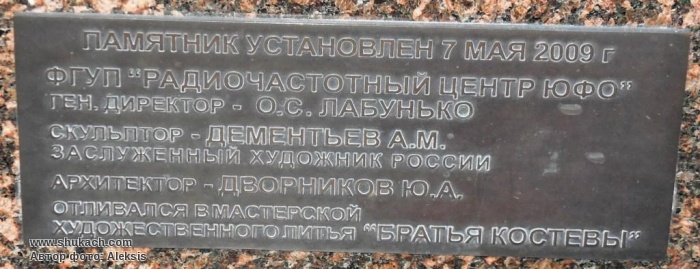 ПАМЯТНИК УСТАНОВЛЕН 7 МАЯ 2009 г
ФГУП "РАДИОЧАСТОТНЫЙ ЦЕНТР ЮФО"
ГЕН. ДИРЕКТОР - О.С. ЛАБУНЬКО
СКУЛЬПТОР - ДЕМЕНТЬЕВ А.М.
ЗАСЛУЖЕННЫЙ ХУДОЖНИК РОССИИ
АРХИТЕКТОР - ДВОРНИКОВ Ю.А.
ОТЛИВАЛСЯ В МАСТЕРСКОЙ
ХУДОЖЕСТВЕННОГО ЛИТЬЯ "БРАТЬЯ КОСТЕВЫ"
www.shukach.com
Автор фото: Aleksis